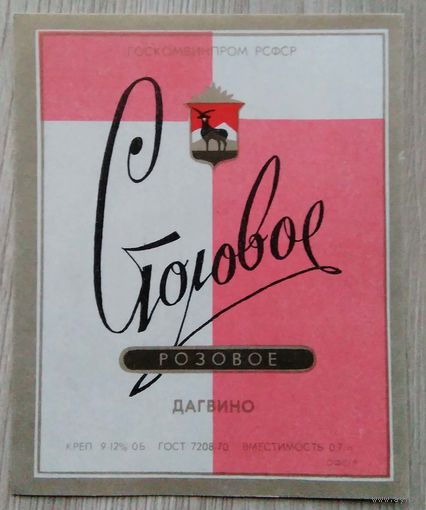 ГОСКОМВИНПРОМ РСФСР
Столовое
РОЗОВОЕ
ДАГВИНО
КРЕП 9-12% ОБ ГОСТ 7208-70 ВМЕСТИМОСТЬ 0,7 л